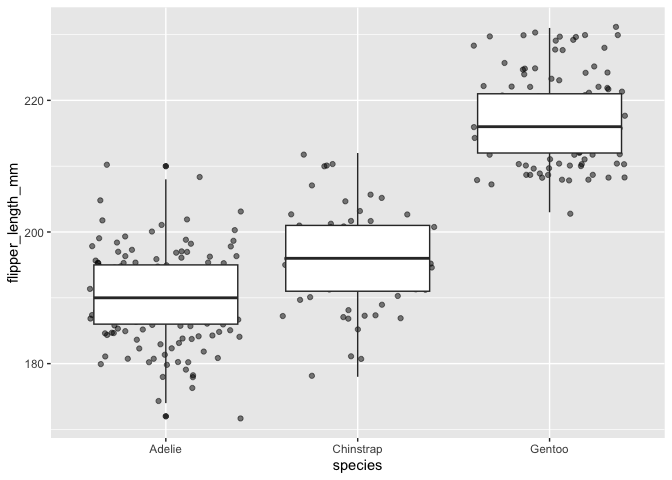 220
200
180
flipper_length_mm
Adelie
Chinstrap
Gentoo
species